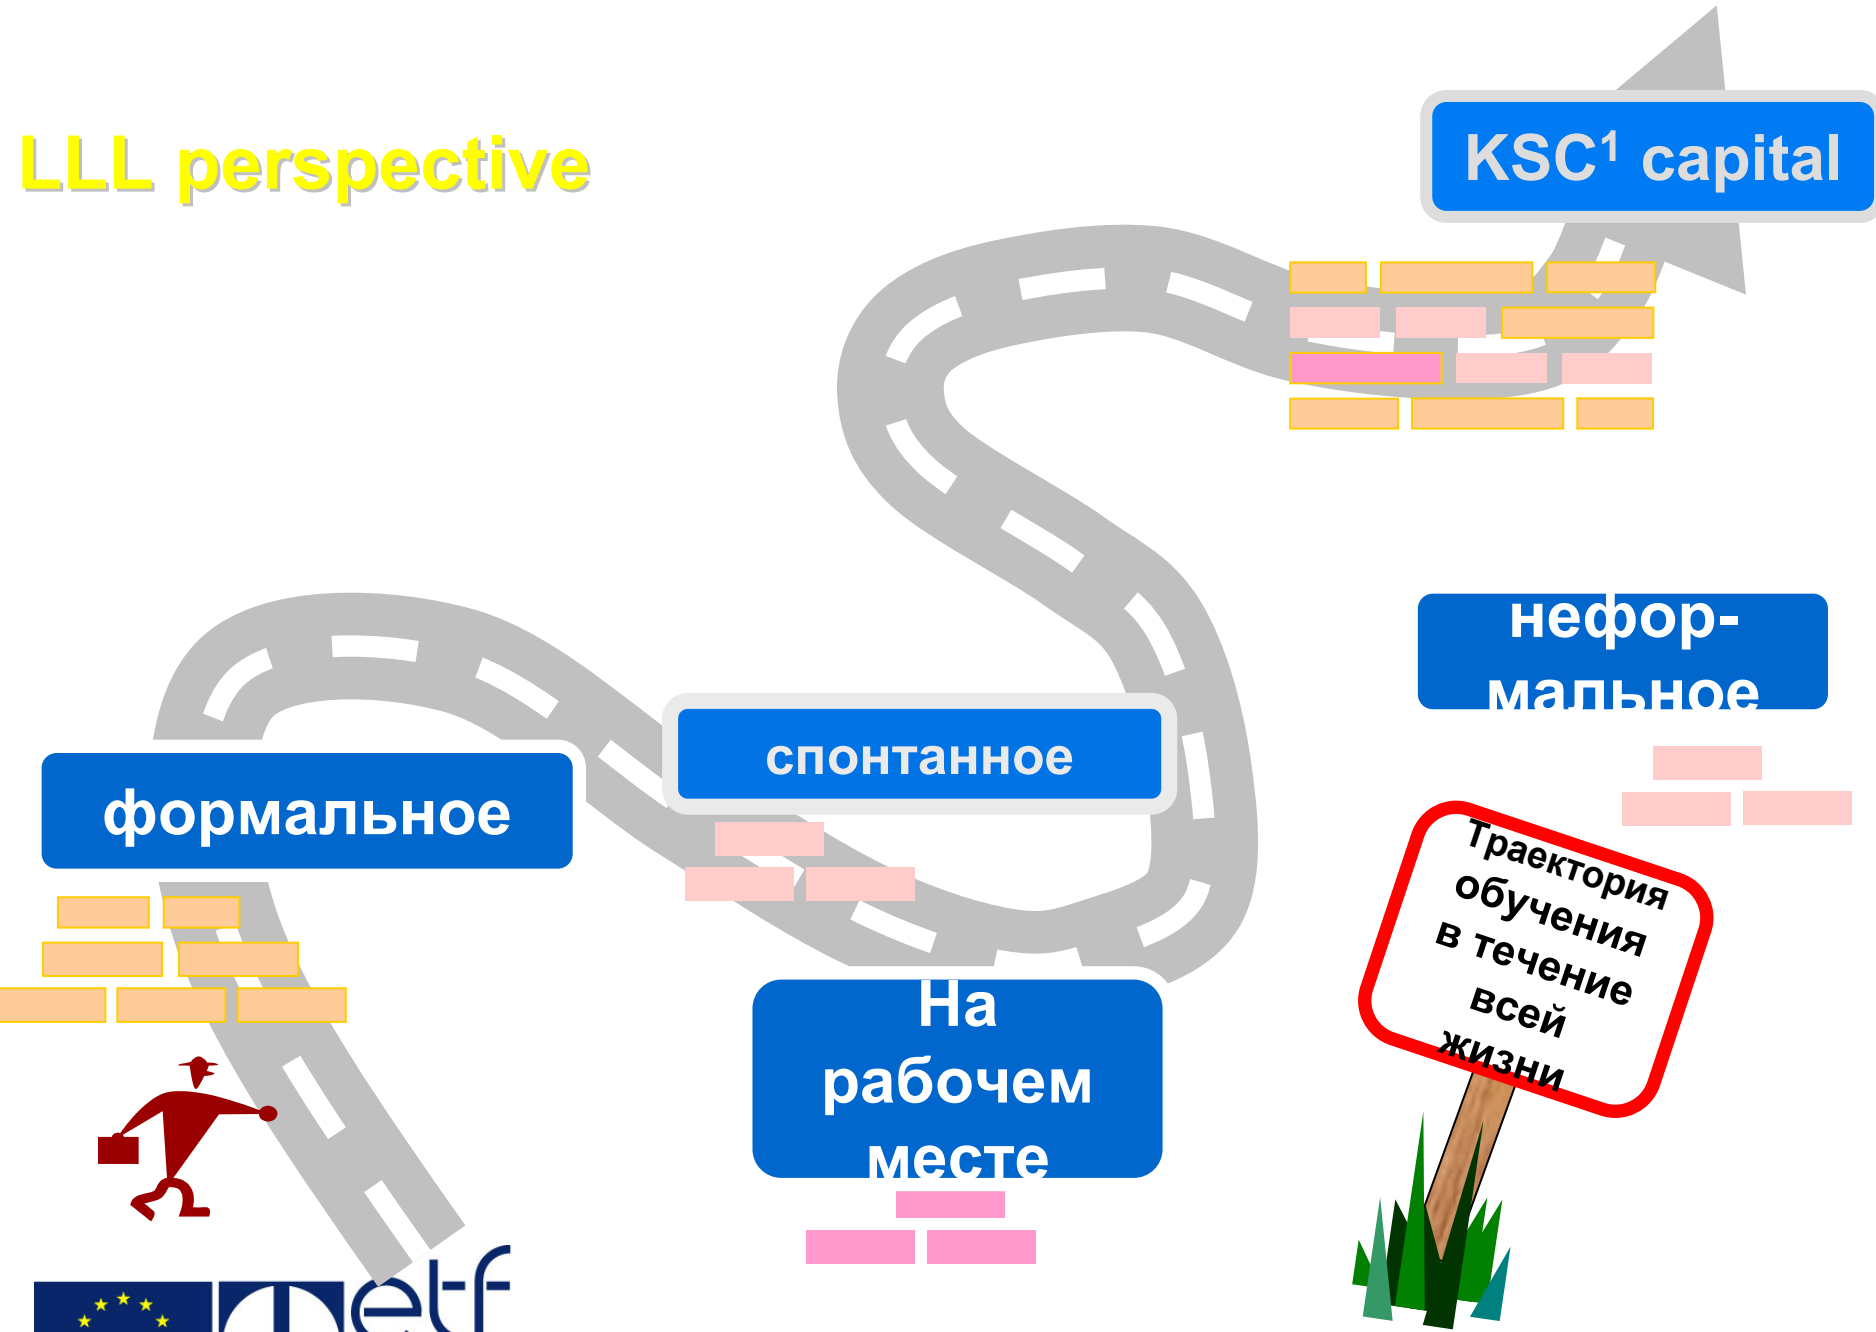 LLL perspective
KSC¹ capital
нефор-
мальное
спонтанное
формальное
Траектория
обучения
в течение
всей
жизни
На
рабочем
месте
etf